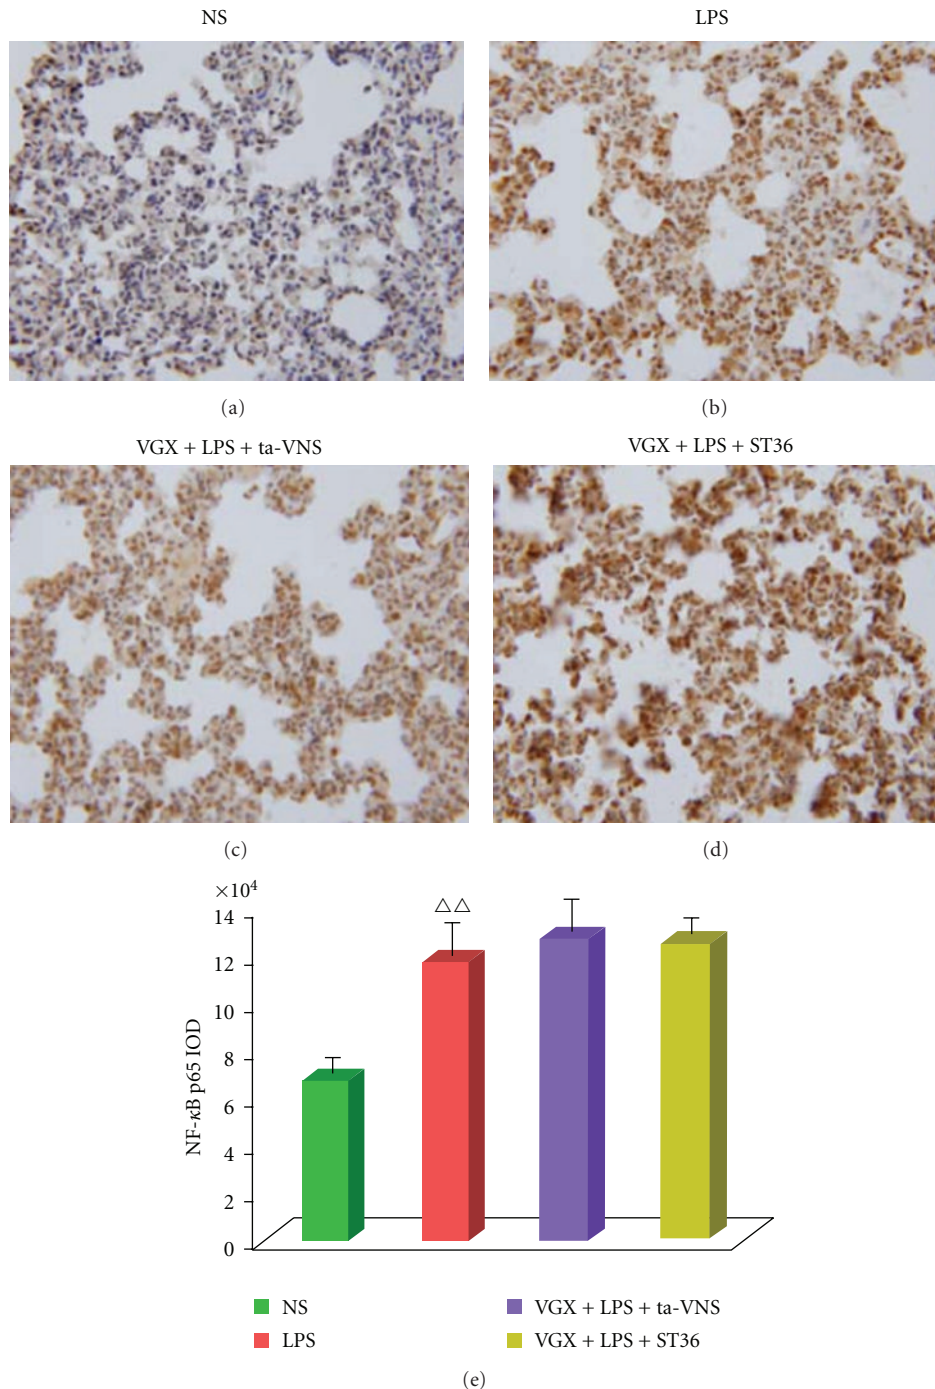 NS
LPS
(a)
(b)
VGX + LPS + ta-VNS
VGX + LPS + ST36
(c)
(d)
×10⁴
△△
14
12
10
8
6
4
2
0
NF-κB p65 IOD
NS
VGX + LPS + ta-VNS
LPS
VGX + LPS + ST36
(e)